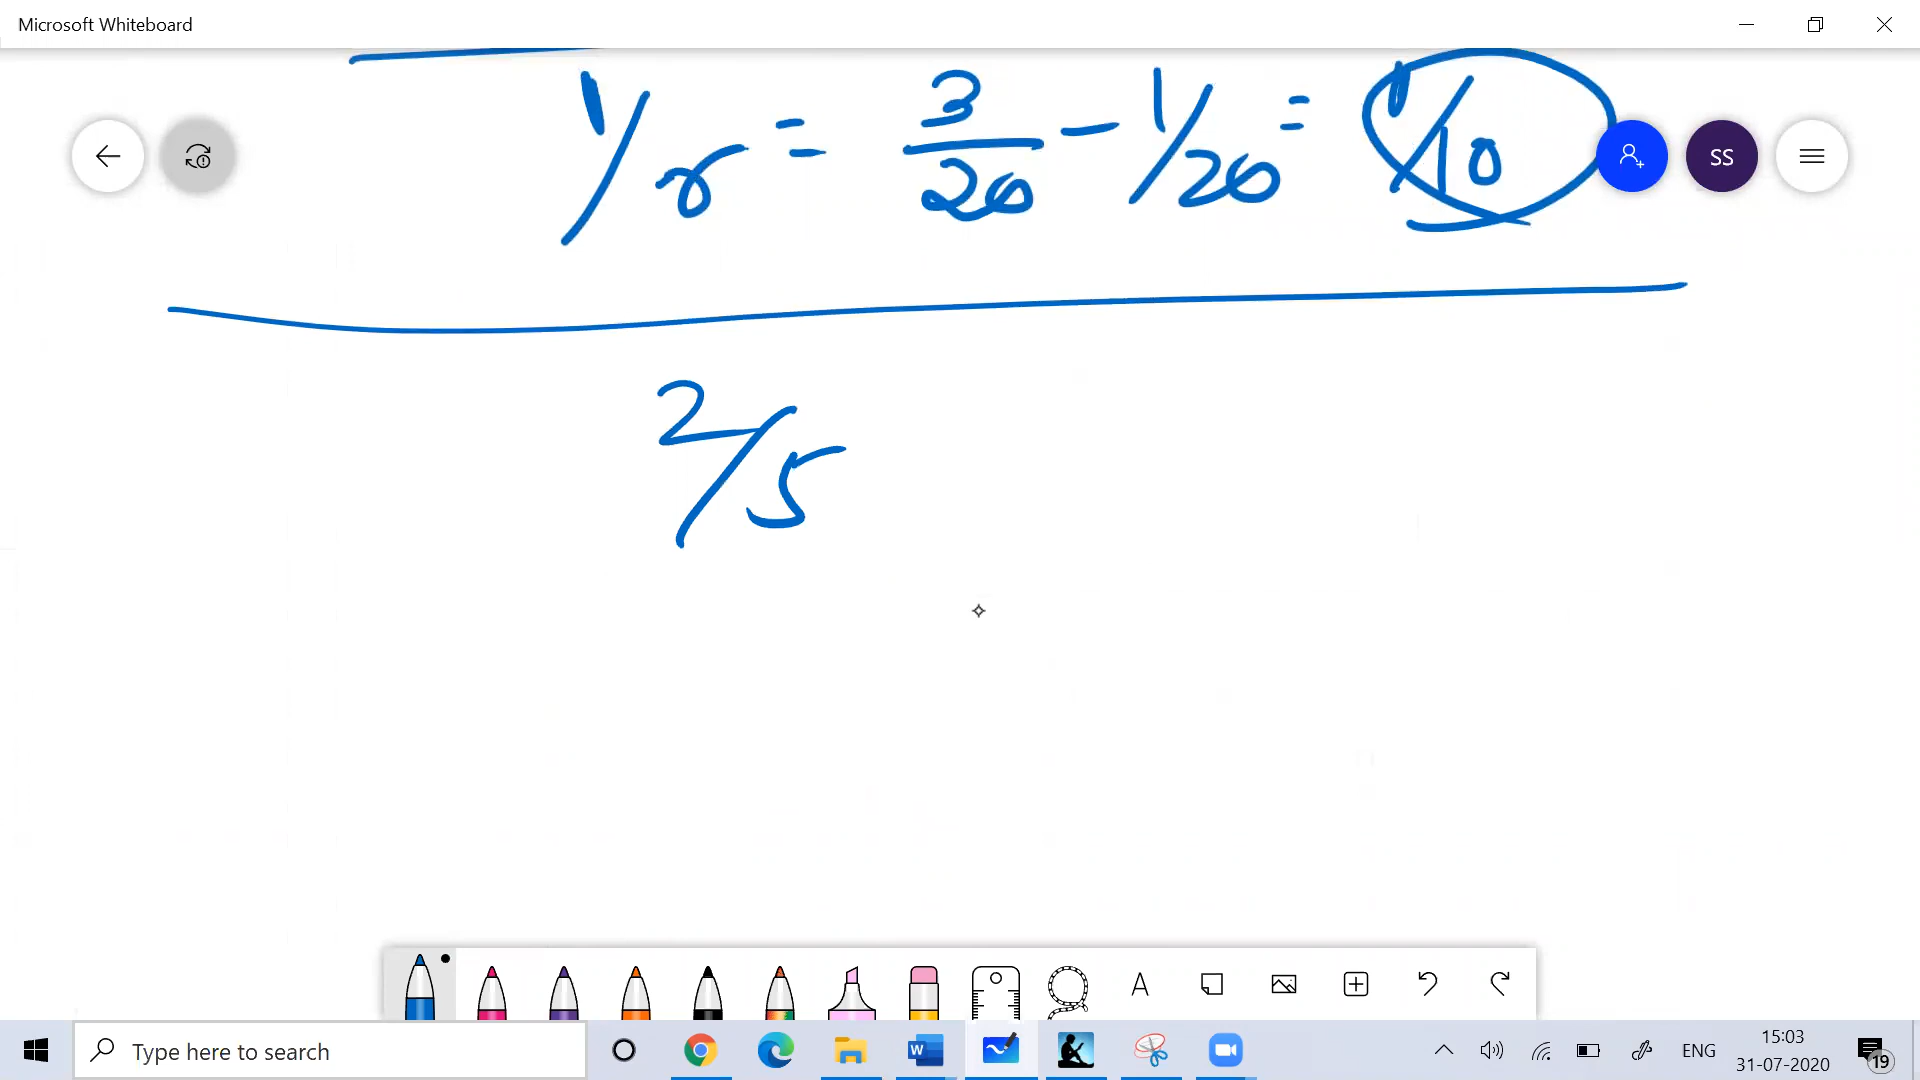 Microsoft Whiteboard
1/r = 3/20 - 1/20 = 1/10
SS
2/5
A
Type here to search
W
ENG
15:03
31-07-2020
19